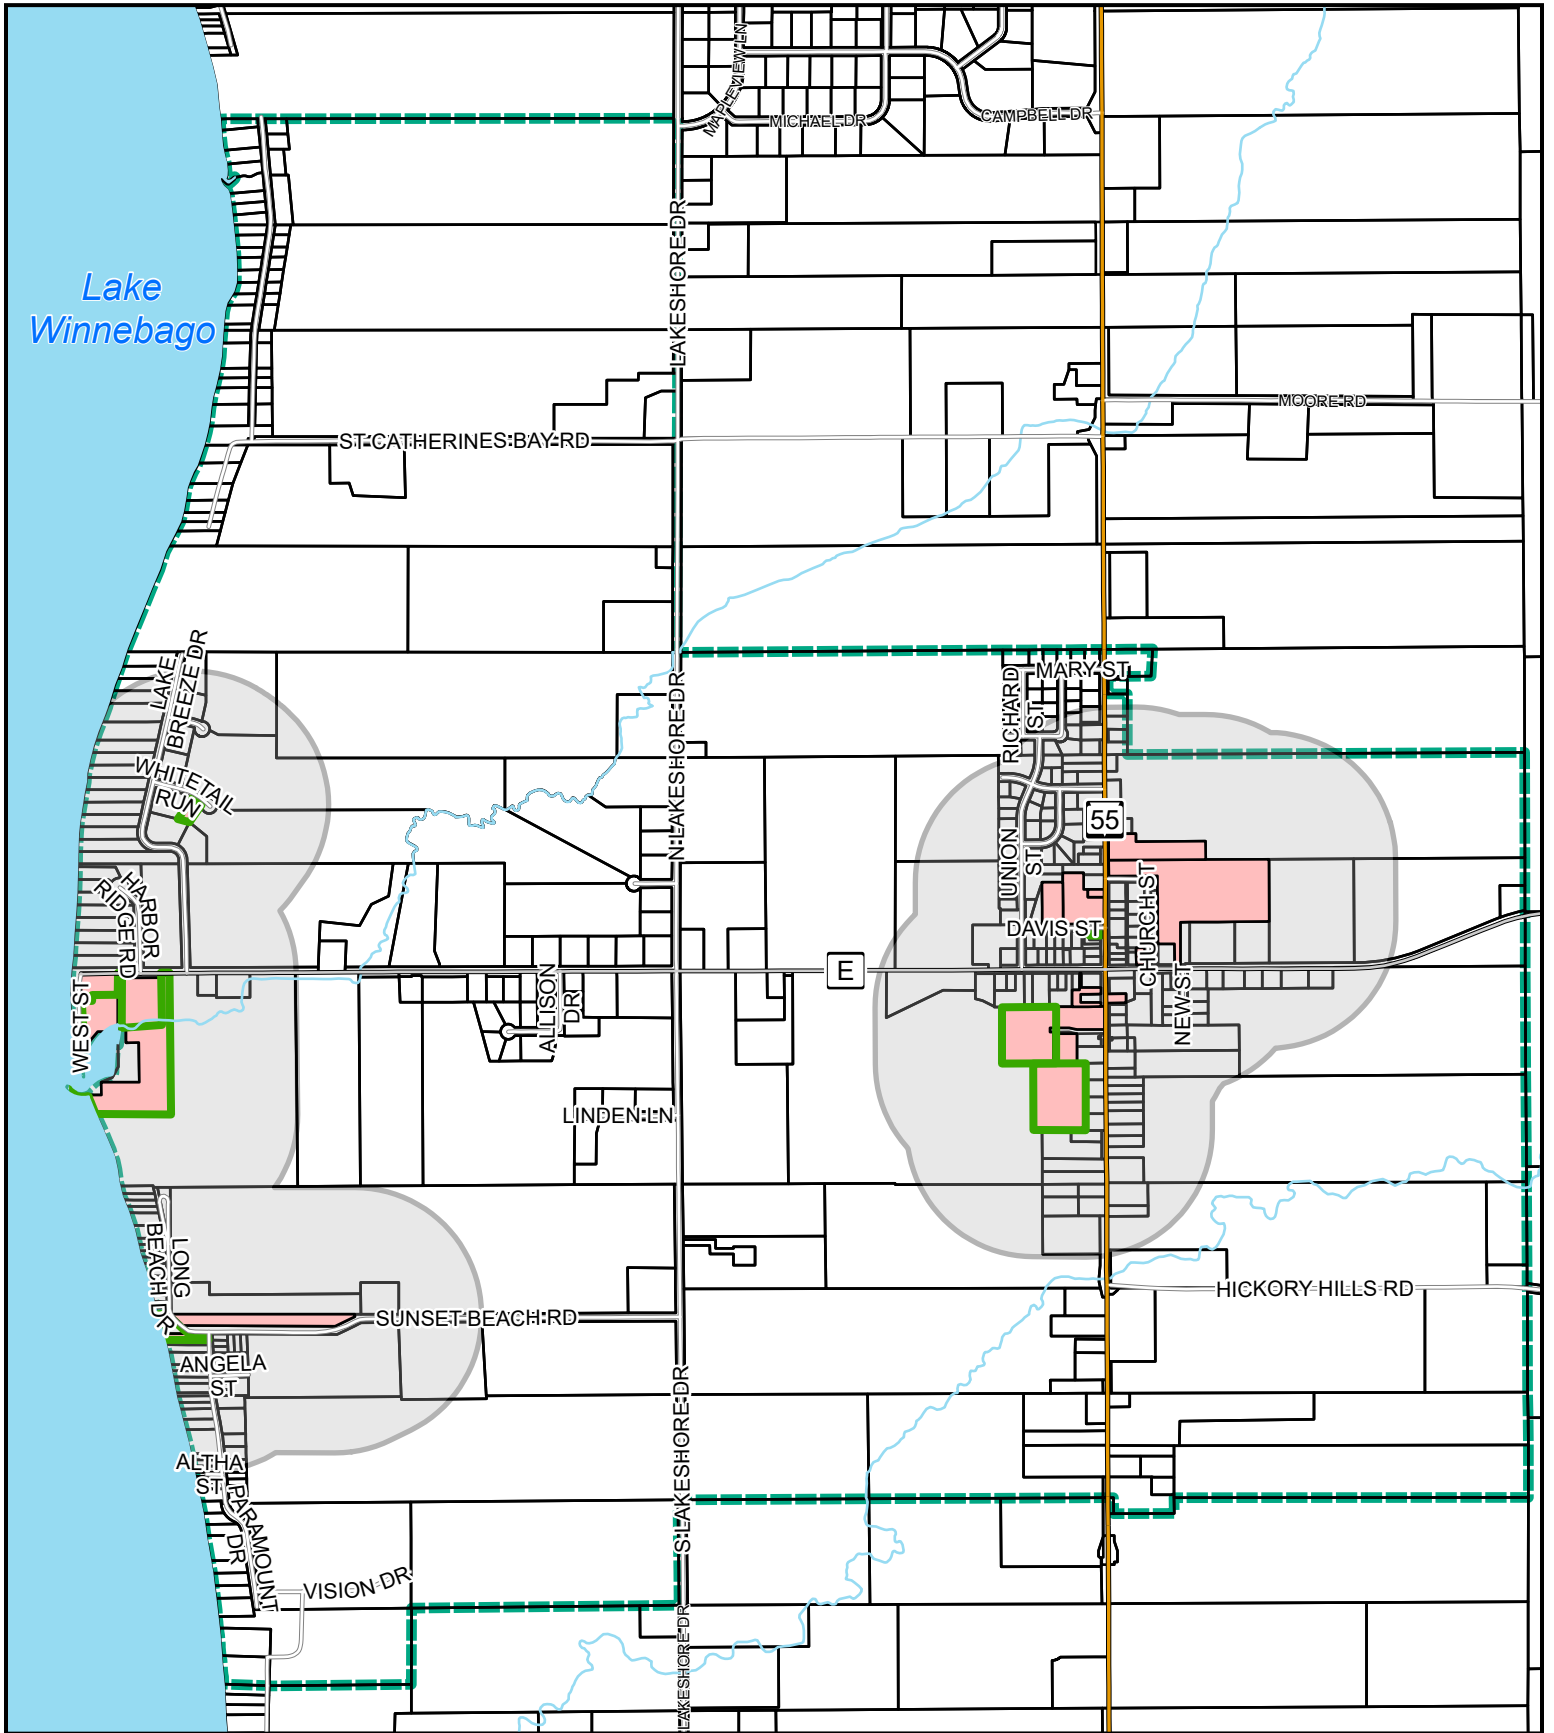 MAPLEVIEW LN
MICHAEL DR
CAMPBELL DR
N LAKESHORE DR
Lake
Winnebago
MOORE RD
ST CATHERINES BAY RD
LAKE
BREEZE DR
MARY ST
RICHARD
ST
N LAKESHORE DR
WHITETAIL
RUN
55
UNION
ST
HARBOR
RIDGE RD
CHURCH ST
DAVIS ST
E
WEST ST
ALLISON
DR
NEW ST
LINDEN LN
LONG
BEACH DR
HICKORY HILLS RD
SUNSET BEACH RD
ANGELA
ST
S LAKESHORE DR
ALTHA
ST
PARAMOUNT
DR
VISION DR
LAKESHORE DR